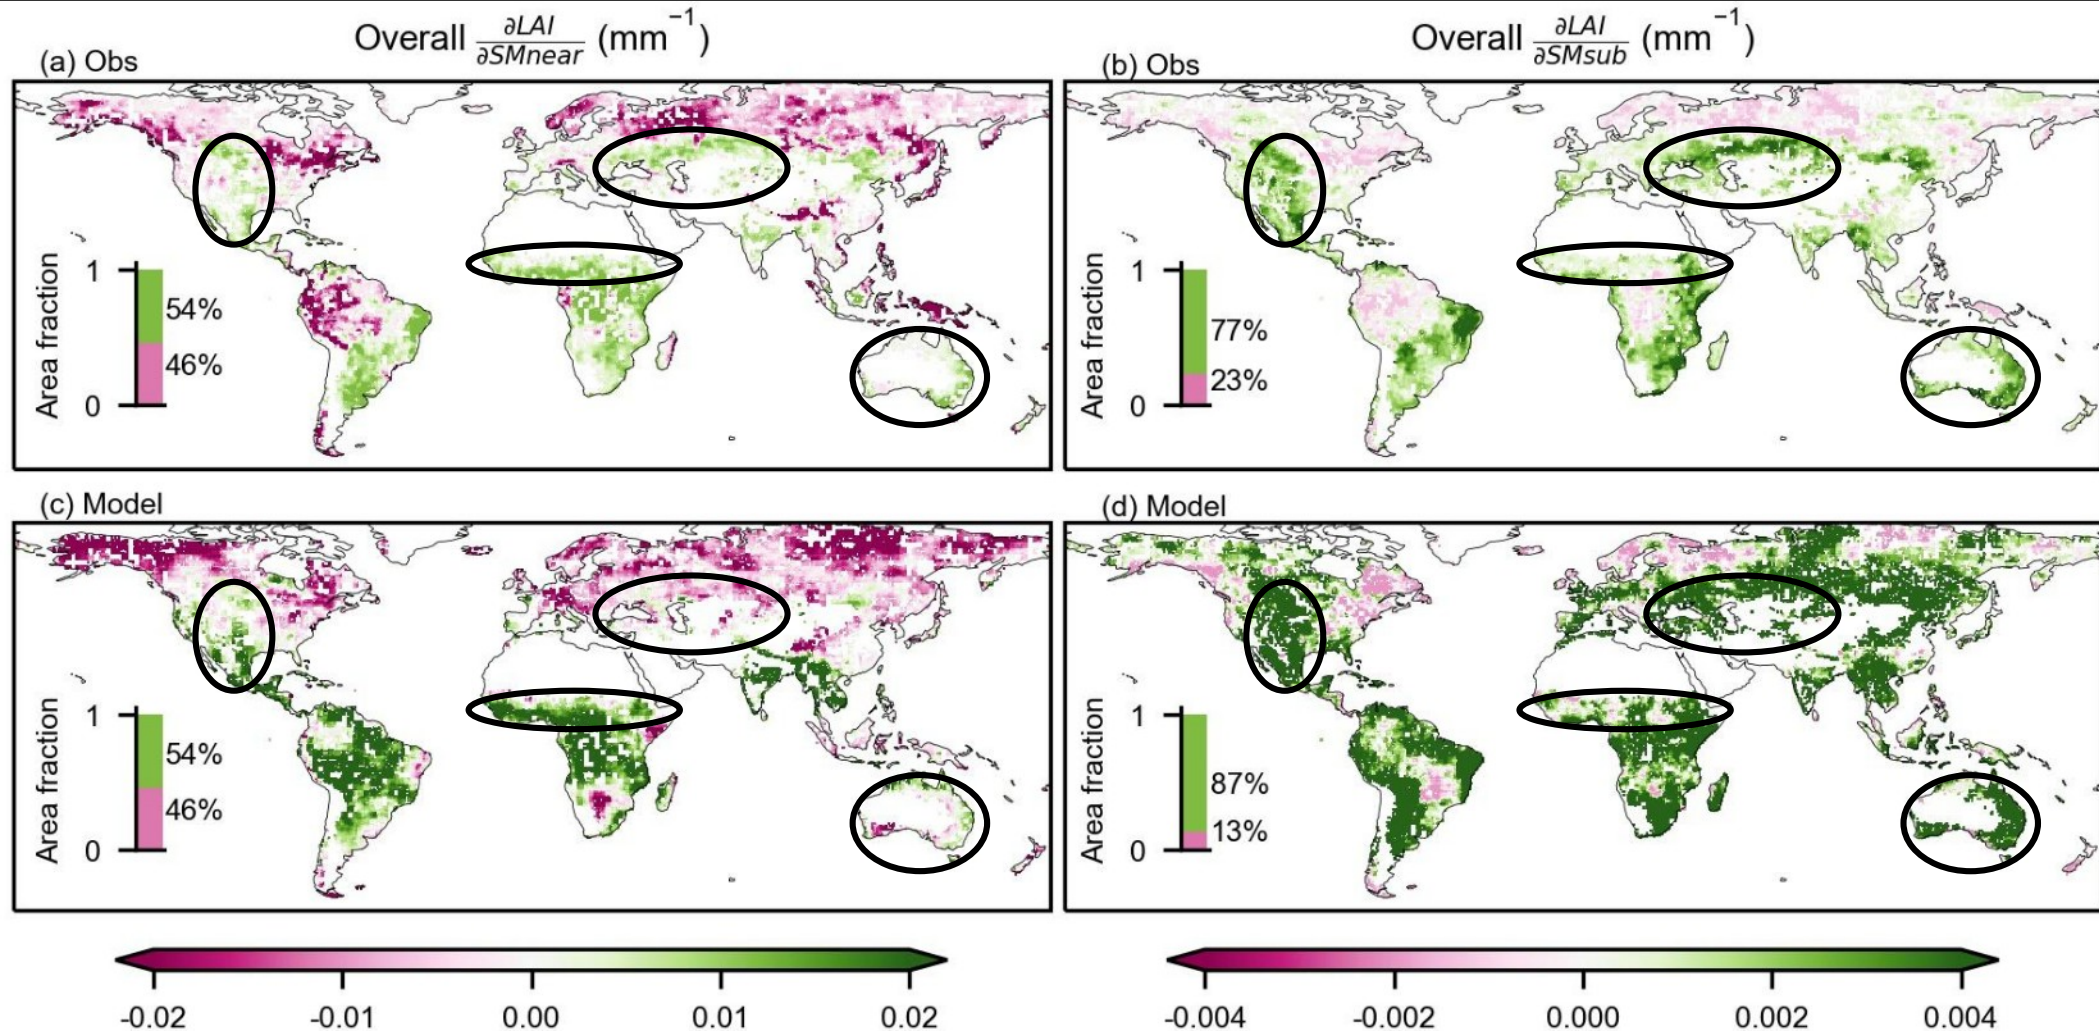 Overall ∂LAI/∂SMnear (mm⁻¹)
Overall ∂LAI/∂SMsub (mm⁻¹)
(a) Obs
(b) Obs
Area fraction
1
54%
46%
0
Area fraction
1
77%
23%
0
(c) Model
(d) Model
Area fraction
1
54%
46%
0
Area fraction
1
87%
13%
0
-0.02 -0.01 0.00 0.01 0.02
-0.004 -0.002 0.000 0.002 0.004